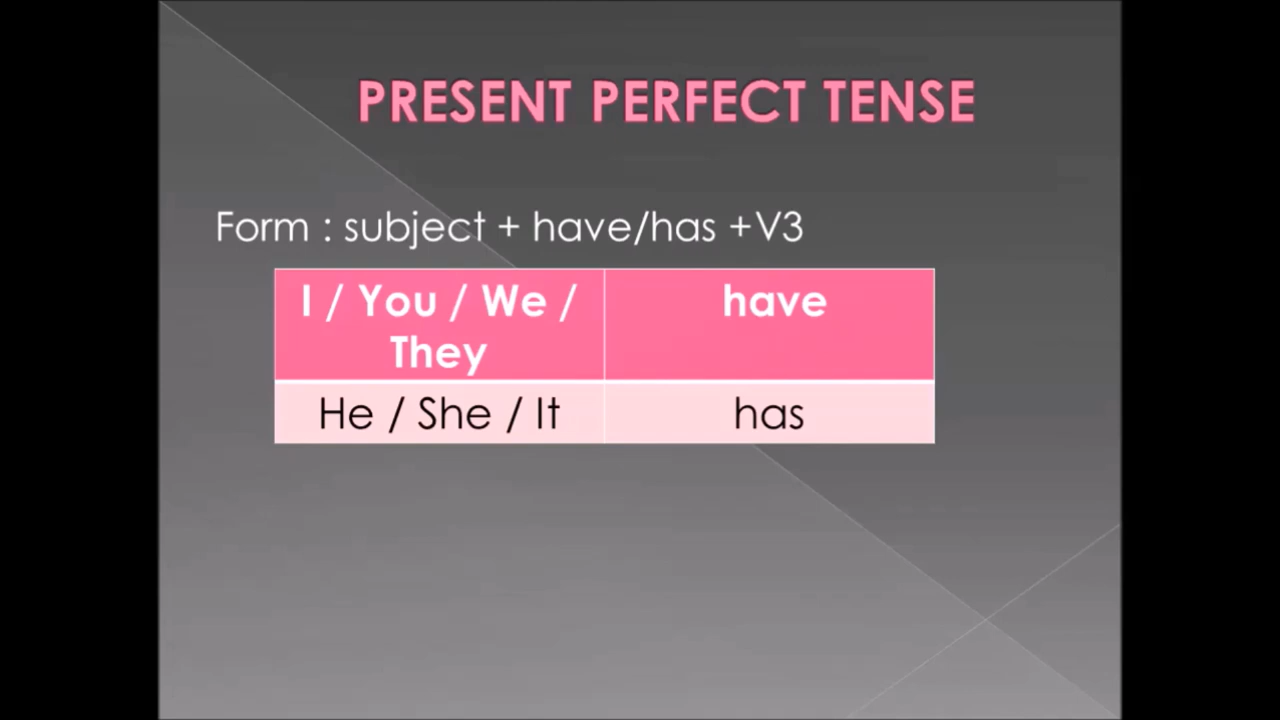 PRESENT PERFECT TENSE
Form : subject + have/has +V3
I / You / We /
They
have
He / She / It
has